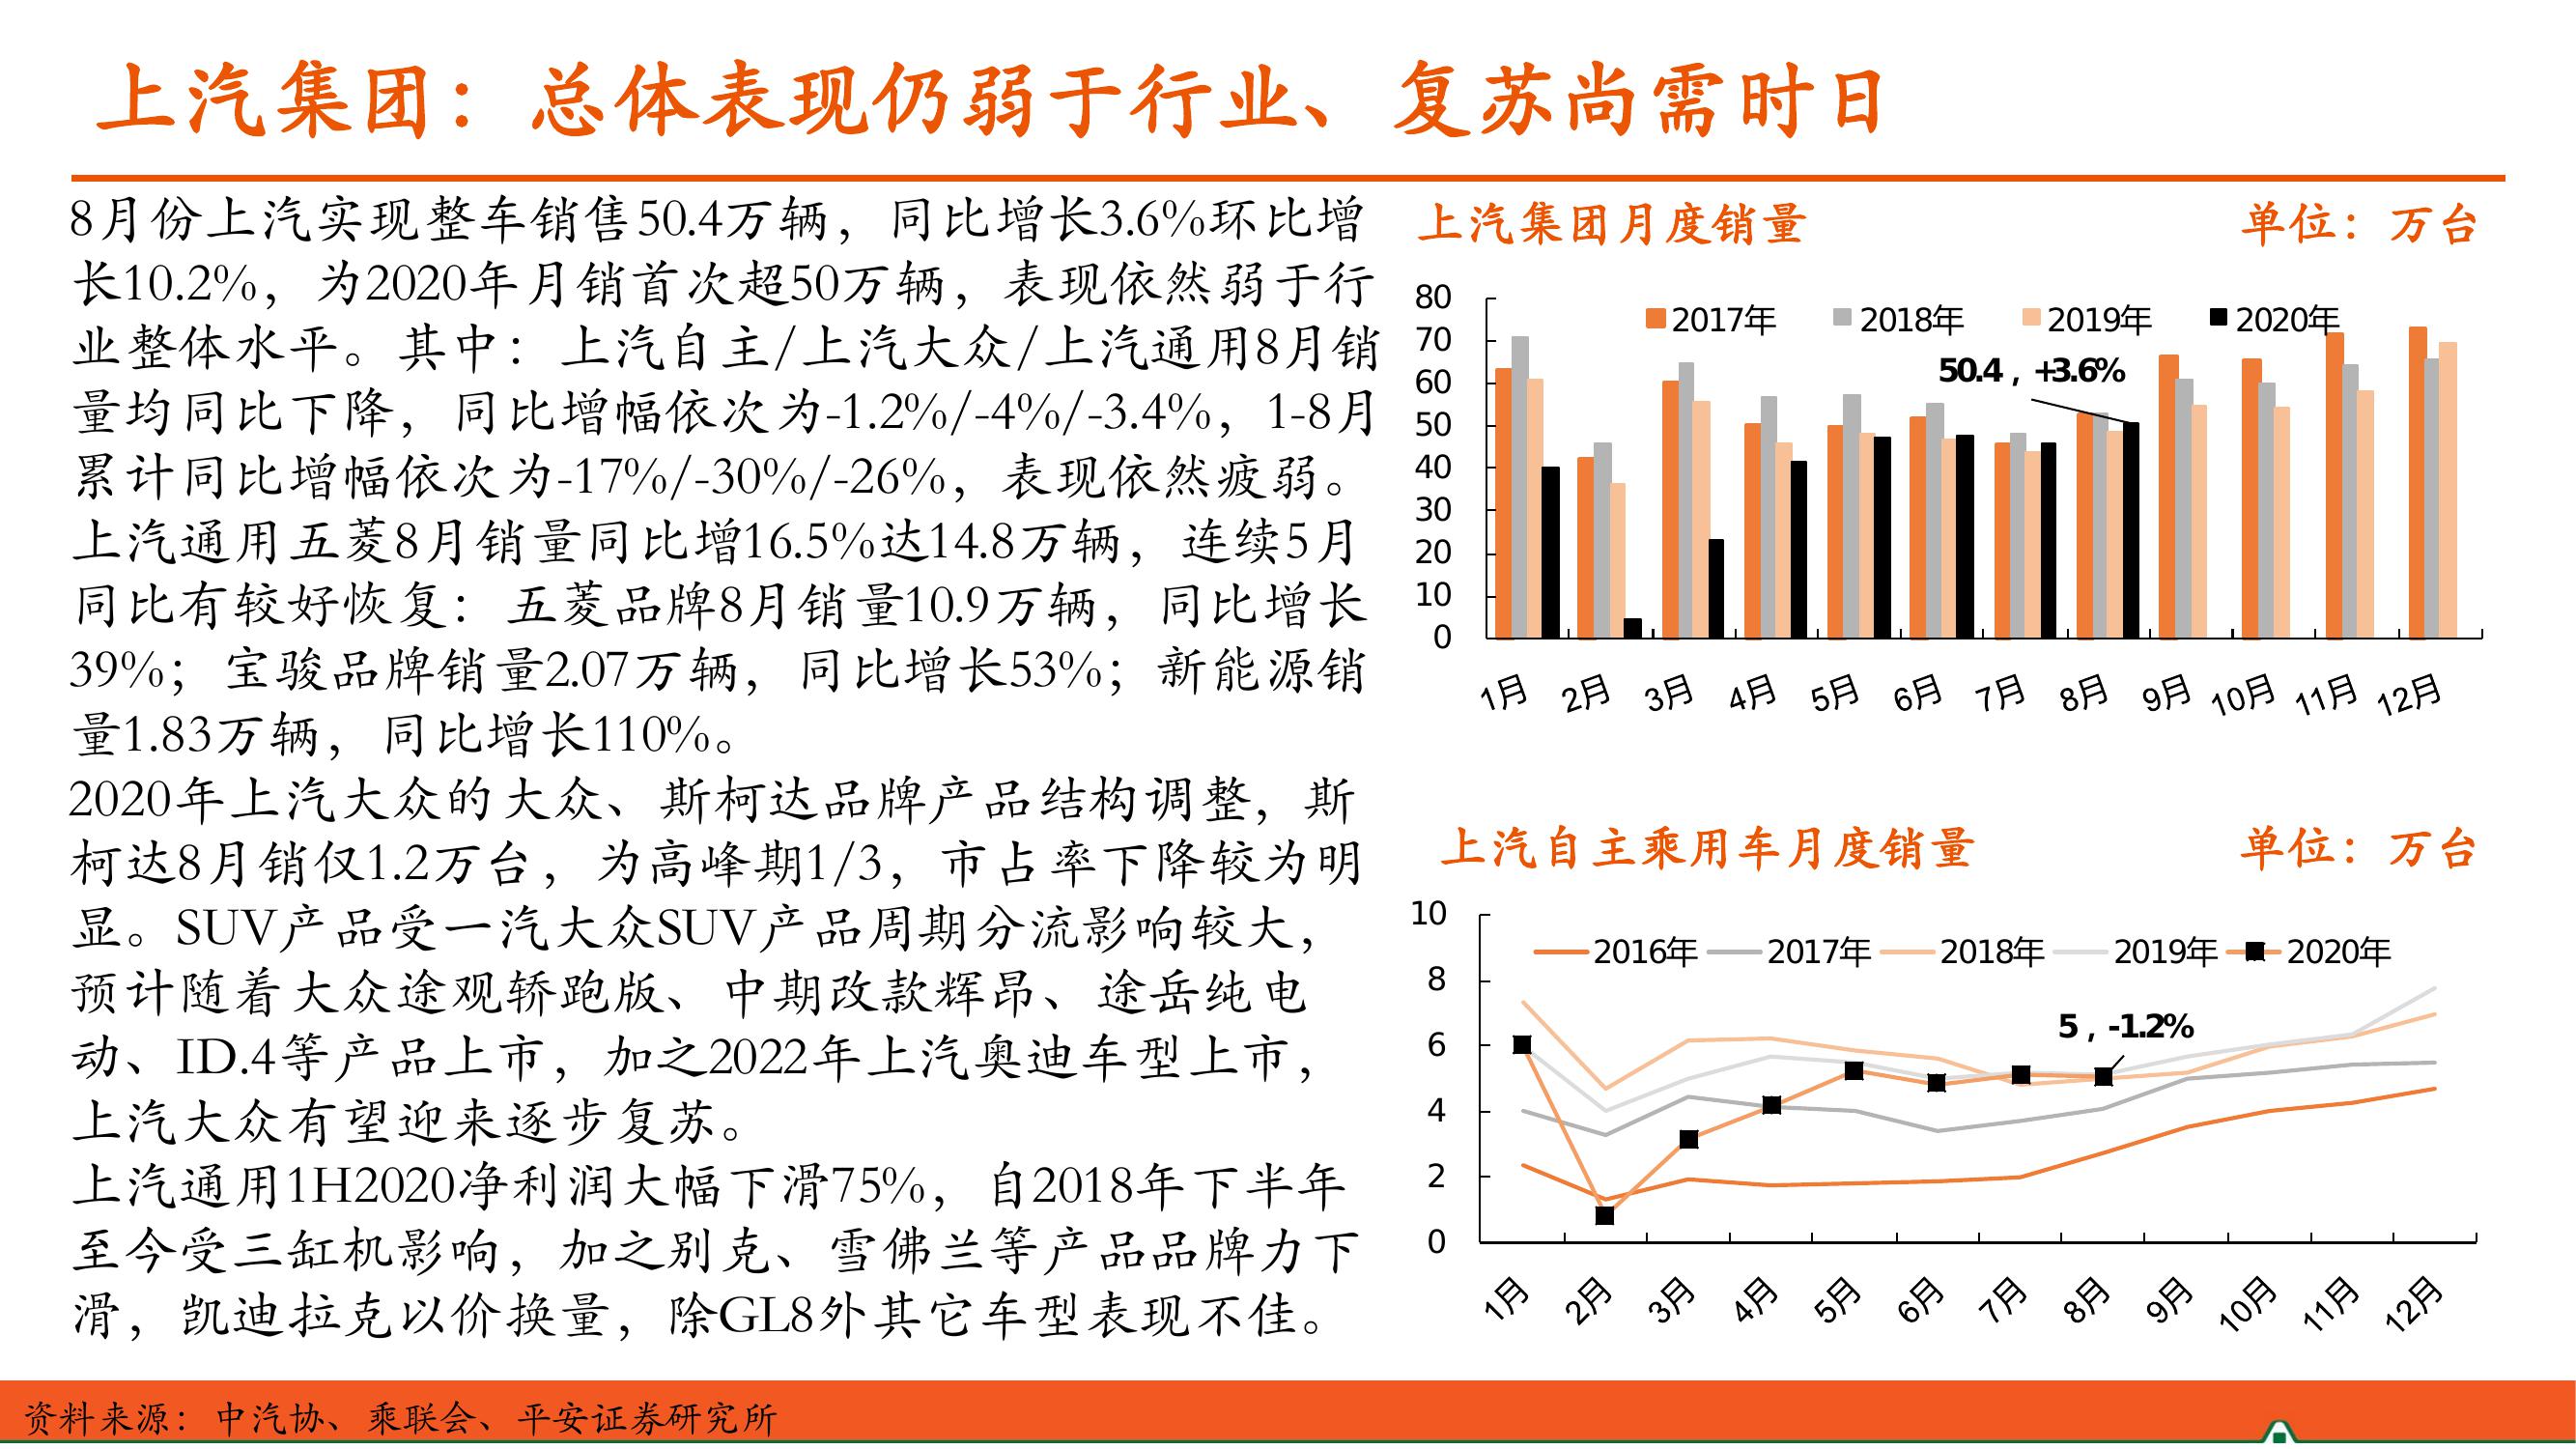 上汽集团：总体表现仍弱于行业、复苏尚需时日
8月份上汽实现整车销售50.4万辆，同比增长3.6%环比增
长10.2%，为2020年月销首次超50万辆，表现依然弱于行
业整体水平。其中：上汽自主/上汽大众/上汽通用8月销
量均同比下降，同比增幅依次为-1.2%/-4%/-3.4%，1-8月
累计同比增幅依次为-17%/-30%/-26%，表现依然疲弱。
上汽通用五菱8月销量同比增16.5%达14.8万辆，连续5月
同比有较好恢复：五菱品牌8月销量10.9万辆，同比增长
39%；宝骏品牌销量2.07万辆，同比增长53%；新能源销
量1.83万辆，同比增长110%。
2020年上汽大众的大众、斯柯达品牌产品结构调整，斯
柯达8月销仅1.2万台，为高峰期1/3，市占率下降较为明
显。SUV产品受一汽大众SUV产品周期分流影响较大，
预计随着大众途观轿跑版、中期改款辉昂、途岳纯电
动、ID.4等产品上市，加之2022年上汽奥迪车型上市，
上汽大众有望迎来逐步复苏。
上汽通用1H2020净利润大幅下滑75%，自2018年下半年
至今受三缸机影响，加之别克、雪佛兰等产品品牌力下
滑，凯迪拉克以价换量，除GL8外其它车型表现不佳。
上汽集团月度销量 单位：万台
80
70
60
50
40
30
20
10
0
2017年 2018年 2019年 2020年
50.4，+3.6%
1月 2月 3月 4月 5月 6月 7月 8月 9月 10月 11月 12月
上汽自主乘用车月度销量 单位：万台
10
8
6
4
2
0
2016年 2017年 2018年 2019年 2020年
5，-1.2%
1月 2月 3月 4月 5月 6月 7月 8月 9月 10月 11月 12月
资料来源：中汽协、乘联会、平安证券研究所